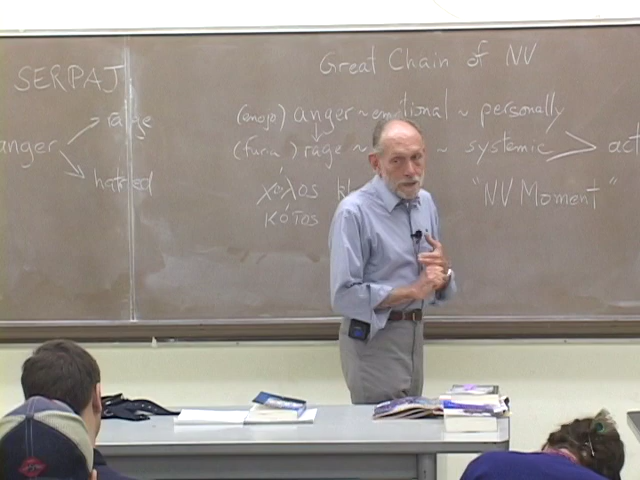 SERPAJ
anger
rage
hatred
Great Chain of NV
(enojo) anger ~ emotional ~ personally
(furia) rage ~ ~ systemic > act
χόλος
κότος
"NV Moment"